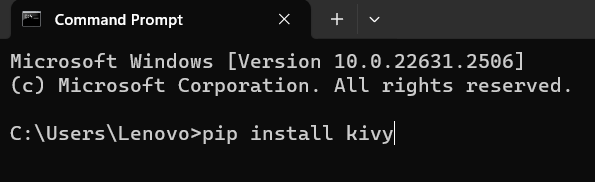 Command Prompt
Microsoft Windows [Version 10.0.22631.2506]
(c) Microsoft Corporation. All rights reserved.
C:\Users\Lenovo>pip install kivy